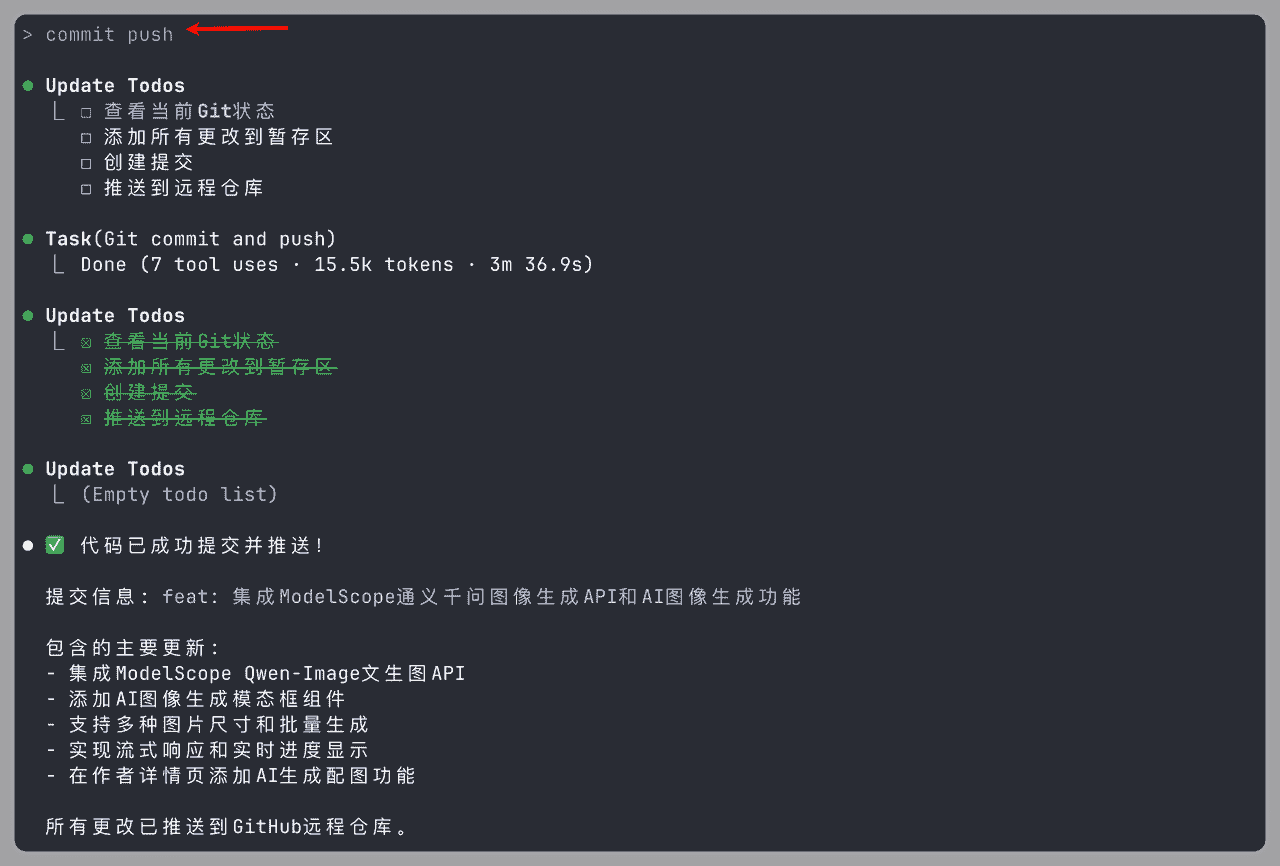 > commit push
● Update Todos
⎿ ☐ 查看当前Git状态
☐ 添加所有更改到暂存区
☐ 创建提交
☐ 推送到远程仓库
● Task(Git commit and push)
⎿ Done (7 tool uses · 15.5k tokens · 3m 36.9s)
● Update Todos
⎿ ☒ 查看当前Git状态
☒ 添加所有更改到暂存区
☒ 创建提交
☒ 推送到远程仓库
● Update Todos
⎿ (Empty todo list)
● ✅ 代码已成功提交并推送！
提交信息: feat: 集成ModelScope通义千问图像生成API和AI图像生成功能
包含的主要更新:
- 集成ModelScope Qwen-Image文生图API
- 添加AI图像生成模态框组件
- 支持多种图片尺寸和批量生成
- 实现流式响应和实时进度显示
- 在作者详情页添加AI生成配图功能
所有更改已推送到GitHub远程仓库。